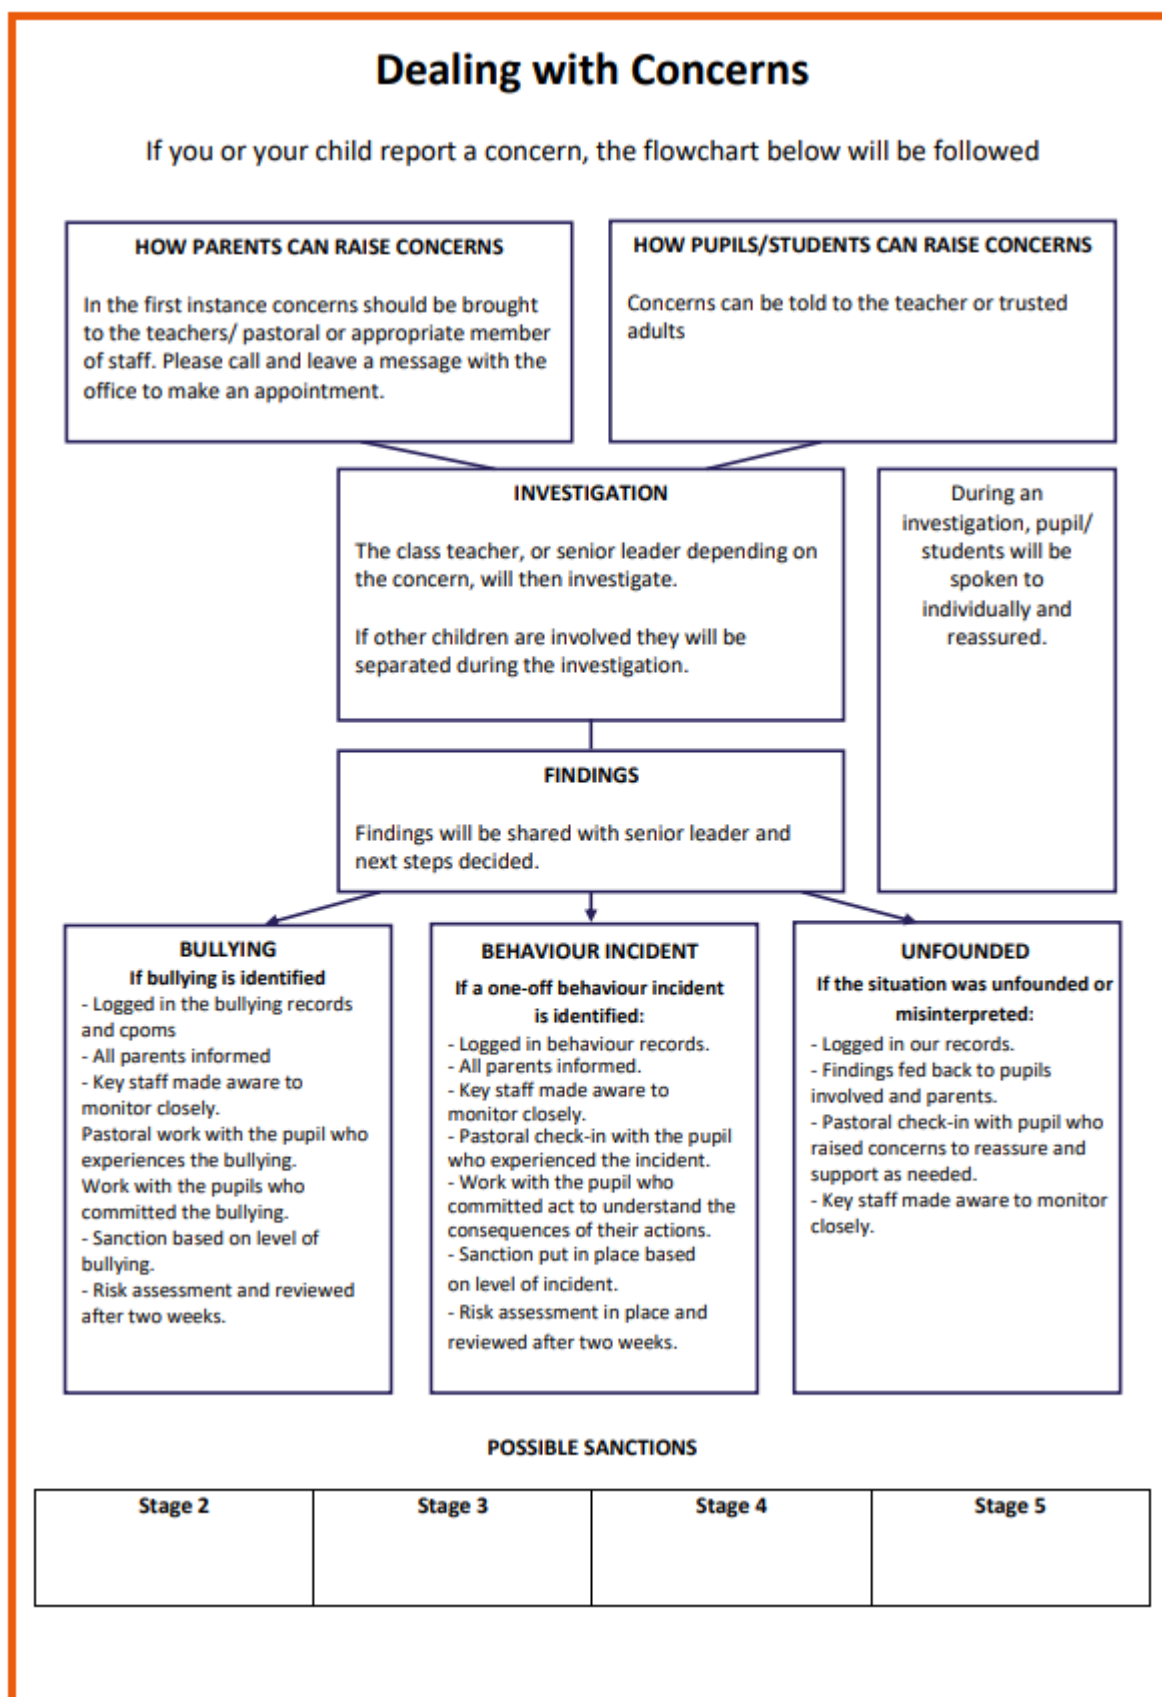 Dealing with Concerns
If you or your child report a concern, the flowchart below will be followed
HOW PARENTS CAN RAISE CONCERNS
In the first instance concerns should be brought
to the teachers/ pastoral or appropriate member
of staff. Please call and leave a message with the
office to make an appointment.
HOW PUPILS/STUDENTS CAN RAISE CONCERNS
Concerns can be told to the teacher or trusted
adults
INVESTIGATION
The class teacher, or senior leader depending on
the concern, will then investigate.
If other children are involved they will be
separated during the investigation.
During an
investigation, pupil/
students will be
spoken to
individually and
reassured.
FINDINGS
Findings will be shared with senior leader and
next steps decided.
BULLYING
If bullying is identified
- Logged in the bullying records
and cpoms
- All parents informed
- Key staff made aware to
monitor closely.
Pastoral work with the pupil who
experiences the bullying.
Work with the pupils who
committed the bullying.
- Sanction based on level of
bullying.
- Risk assessment and reviewed
after two weeks.
BEHAVIOUR INCIDENT
If a one-off behaviour incident
is identified:
- Logged in behaviour records.
- All parents informed.
- Key staff made aware to
monitor closely.
- Pastoral check-in with the pupil
who experienced the incident.
- Work with the pupil who
committed act to understand the
consequences of their actions.
- Sanction put in place based
on level of incident.
- Risk assessment in place and
reviewed after two weeks.
UNFOUNDED
If the situation was unfounded or
misinterpreted:
- Logged in our records.
- Findings fed back to pupils
involved and parents.
- Pastoral check-in with pupil who
raised concerns to reassure and
support as needed.
- Key staff made aware to monitor
closely.
POSSIBLE SANCTIONS
Stage 2
Stage 3
Stage 4
Stage 5